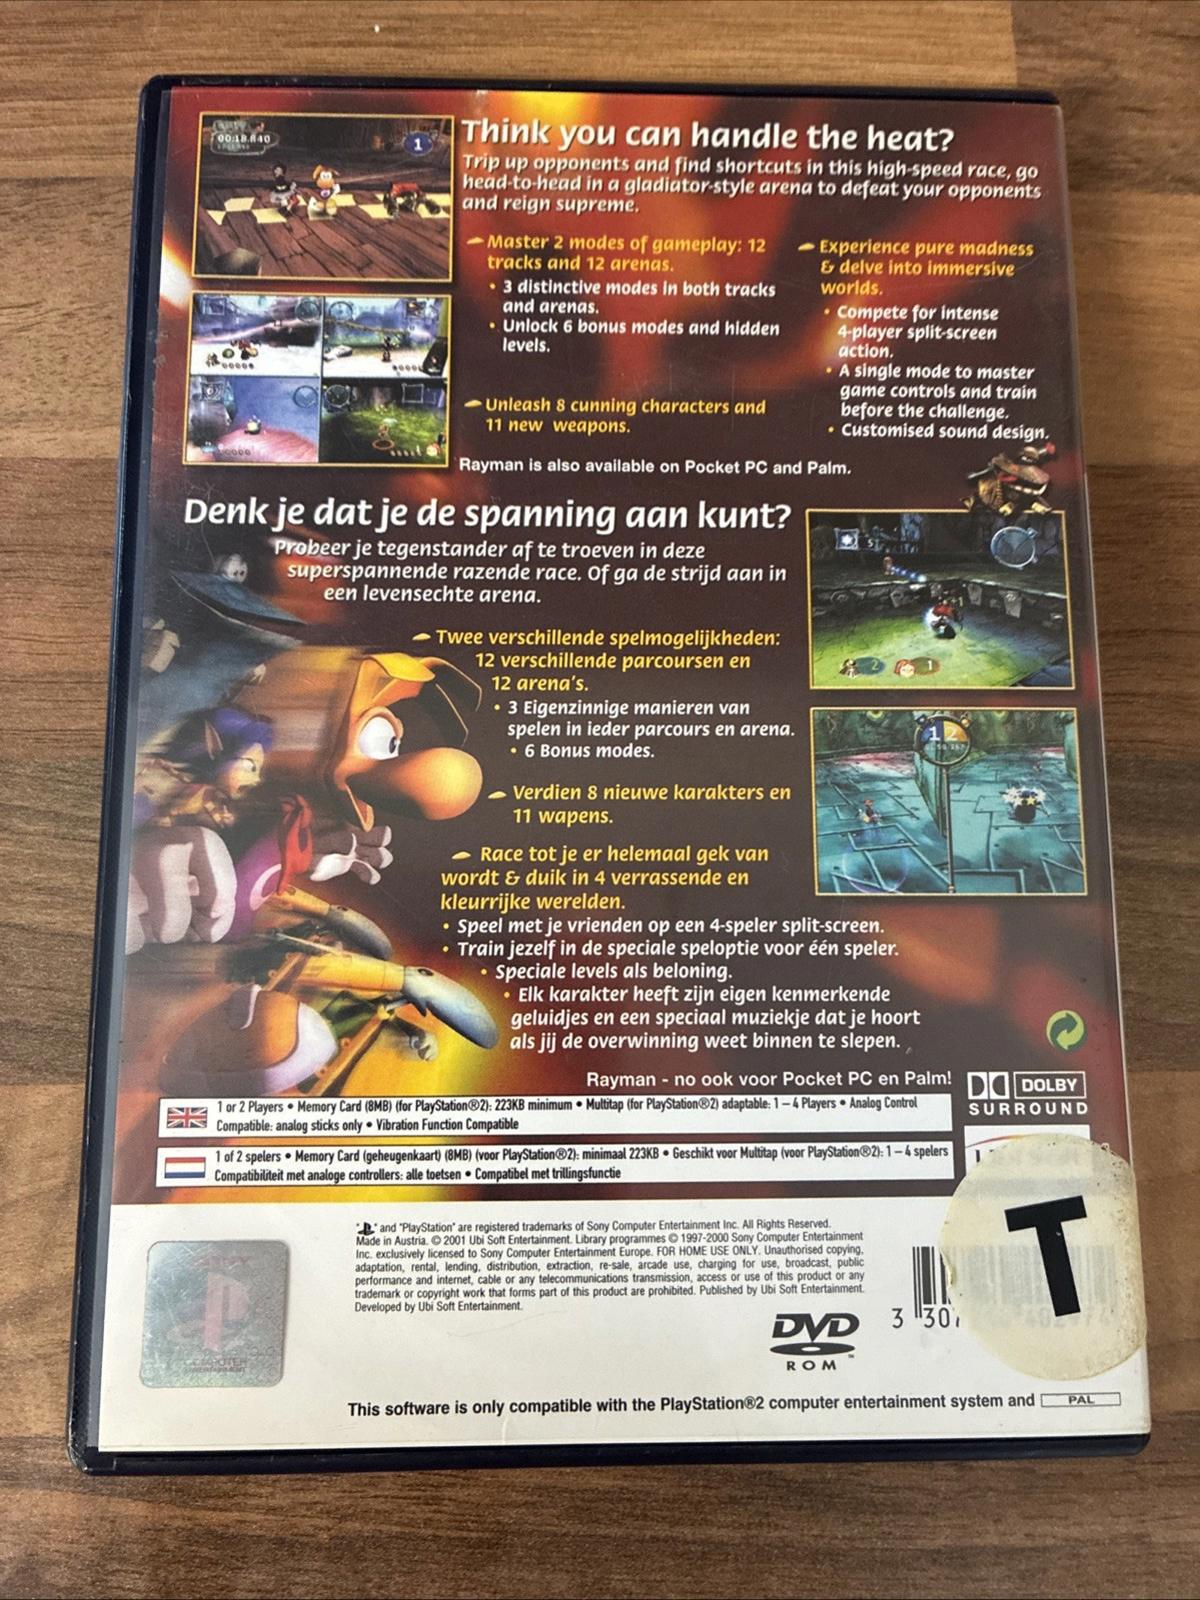 00:18.640
1
Think you can handle the heat?
Trip up opponents and find shortcuts in this high-speed race, go
head-to-head in a gladiator-style arena to defeat your opponents
and reign supreme.
Master 2 modes of gameplay: 12
tracks and 12 arenas.
• 3 distinctive modes in both tracks
and arenas.
• Unlock 6 bonus modes and hidden
levels.
Unleash 8 cunning characters and
11 new weapons.
Experience pure madness
& delve into immersive
worlds.
• Compete for intense
4-player split-screen
action.
• A single mode to master
game controls and train
before the challenge.
• Customised sound design.
Rayman is also available on Pocket PC and Palm.
Denk je dat je de spanning aan kunt?
Probeer je tegenstander af te troeven in deze
superspannende razende race. Of ga de strijd aan in
een levensechte arena.
5
2 1
1 2
Twee verschillende spelmogelijkheden:
12 verschillende parcoursen en
12 arena's.
• 3 Eigenzinnige manieren van
spelen in ieder parcours en arena.
• 6 Bonus modes.
Verdien 8 nieuwe karakters en
11 wapens.
Race tot je er helemaal gek van
wordt & duik in 4 verrassende en
kleurrijke werelden.
• Speel met je vrienden op een 4-speler split-screen.
• Train jezelf in de speciale speloptie voor één speler.
• Speciale levels als beloning.
• Elk karakter heeft zijn eigen kenmerkende
geluidjes en een speciaal muziekje dat je hoort
als jij de overwinning weet binnen te slepen.
Rayman - no ook voor Pocket PC en Palm!
DOLBY
SURROUND
1 or 2 Players • Memory Card (8MB) (for PlayStation®2): 223KB minimum • Multitap (for PlayStation®2) adaptable: 1 – 4 Players • Analog Control
Compatible: analog sticks only • Vibration Function Compatible
1 of 2 spelers • Memory Card (geheugenkaart) (8MB) (voor PlayStation®2): minimaal 223KB • Geschikt voor Multitap (voor PlayStation®2): 1 – 4 spelers
Compatibiliteit met analoge controllers: alle toetsen • Compatibel met trillingsfunctie
" " and "PlayStation" are registered trademarks of Sony Computer Entertainment Inc. All Rights Reserved.
Made in Austria. © 2001 Ubi Soft Entertainment. Library programmes © 1997-2000 Sony Computer Entertainment
Inc. exclusively licensed to Sony Computer Entertainment Europe. FOR HOME USE ONLY. Unauthorised copying,
adaptation, rental, lending, distribution, extraction, re-sale, arcade use, charging for use, broadcast, public
performance and internet, cable or any telecommunications transmission, access or use of this product or any
trademark or copyright work that forms part of this product are prohibited. Published by Ubi Soft Entertainment.
Developed by Ubi Soft Entertainment.
T
DVD
ROM
3 307
This software is only compatible with the PlayStation®2 computer entertainment system and PAL